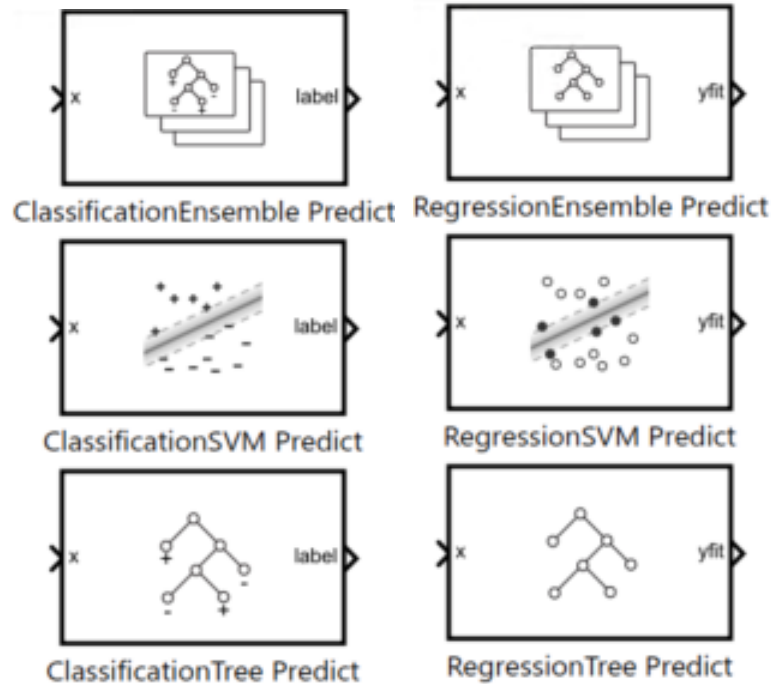 x label
ClassificationEnsemble Predict
x yfit
RegressionEnsemble Predict
x label
ClassificationSVM Predict
x yfit
RegressionSVM Predict
x label
ClassificationTree Predict
x yfit
RegressionTree Predict